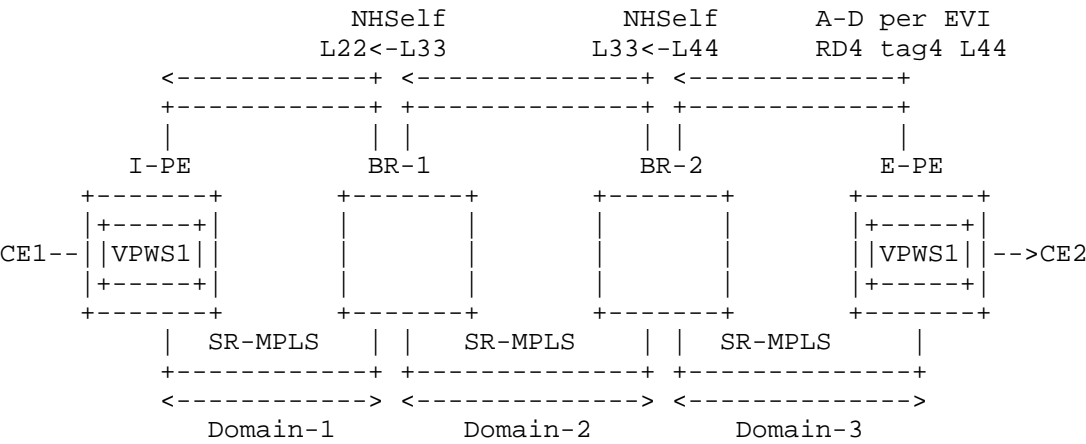 NHSelf NHSelf A-D per EVI
L22<-L33 L33<-L44 RD4 tag4 L44
I-PE BR-1 BR-2 E-PE
CE1-- VPWS1 VPWS1 -->CE2
SR-MPLS SR-MPLS SR-MPLS
Domain-1 Domain-2 Domain-3